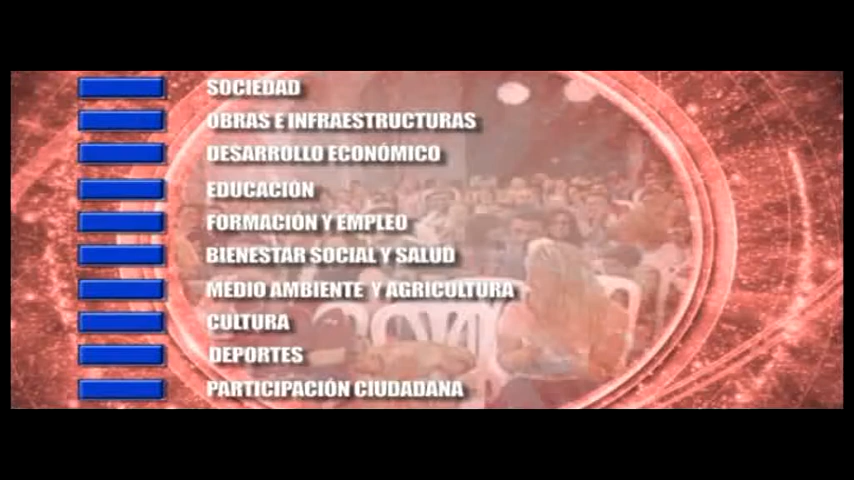 SOCIEDAD
OBRAS E INFRAESTRUCTURAS
DESARROLLO ECONÓMICO
EDUCACIÓN
FORMACIÓN Y EMPLEO
BIENESTAR SOCIAL Y SALUD
MEDIO AMBIENTE Y AGRICULTURA
CULTURA
DEPORTES
PARTICIPACIÓN CIUDADANA